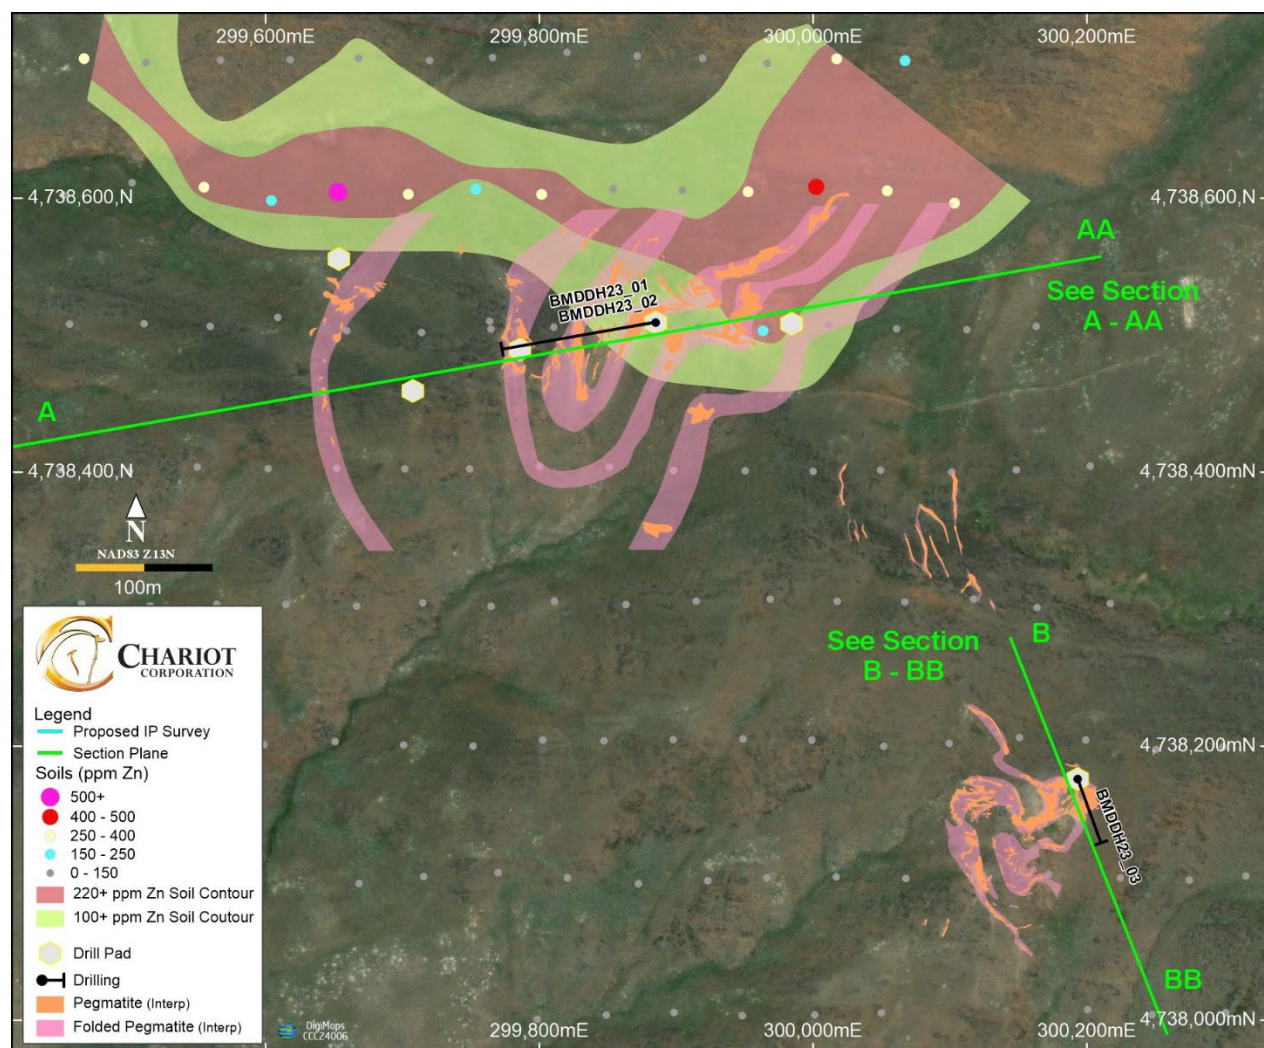 299,600mE
299,800mE
300,000mE
300,200mE
4,738,600,N
4,738,600,N
AA
See Section
A - AA
BMDDH23_01
BMDDH23_02
A
4,738,400,N
4,738,400mN
N
NAD83 Z13N
100m
See Section
B - BB
B
4,738,200mN
BMDDH23_03
BB
4,738,000mN
299,800mE
300,000mE
300,200mE
CHARIOT
CORPORATION
Legend
Proposed IP Survey
Section Plane
Soils (ppm Zn)
500+
400 - 500
250 - 400
150 - 250
0 - 150
220+ ppm Zn Soil Contour
100+ ppm Zn Soil Coutour
Drill Pad
Drilling
Pegmatite (Interp)
Folded Pegmatite (Interp)
DigiMaps
CCC24006